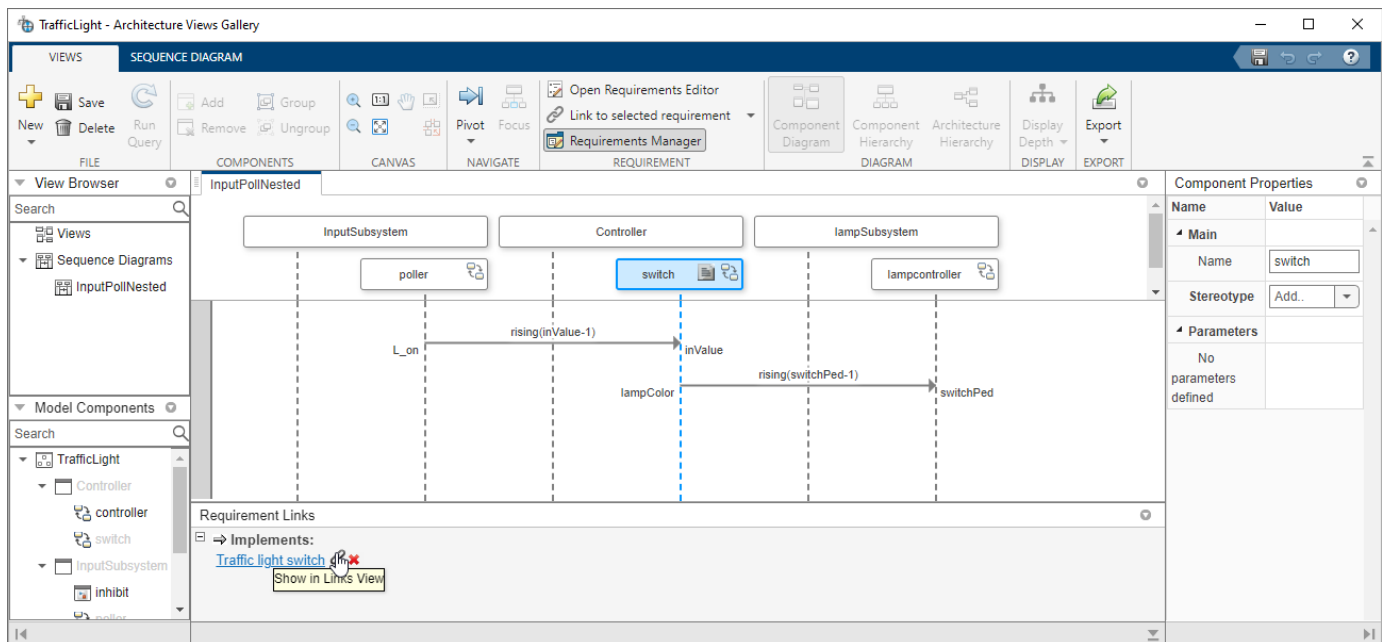 TrafficLight - Architecture Views Gallery
VIEWS
SEQUENCE DIAGRAM
New
Save
Delete
Run
Query
FILE
Add
Remove
Group
Ungroup
COMPONENTS
1:1
CANVAS
Pivot
Focus
NAVIGATE
Open Requirements Editor
Link to selected requirement
Requirements Manager
REQUIREMENT
Component
Diagram
Component
Hierarchy
Architecture
Hierarchy
DIAGRAM
Display
Depth
DISPLAY
Export
EXPORT
View Browser
Search
Views
Sequence Diagrams
InputPollNested
Model Components
Search
TrafficLight
Controller
controller
switch
InputSubsystem
inhibit
poller
InputPollNested
InputSubsystem
Controller
lampSubsystem
poller
switch
lampcontroller
rising(inValue-1)
L_on
inValue
rising(switchPed-1)
lampColor
switchPed
Requirement Links
Implements:
Traffic light switch
Show in Links View
Component Properties
Name
Value
Main
Name
switch
Stereotype
Add..
Parameters
No
parameters
defined